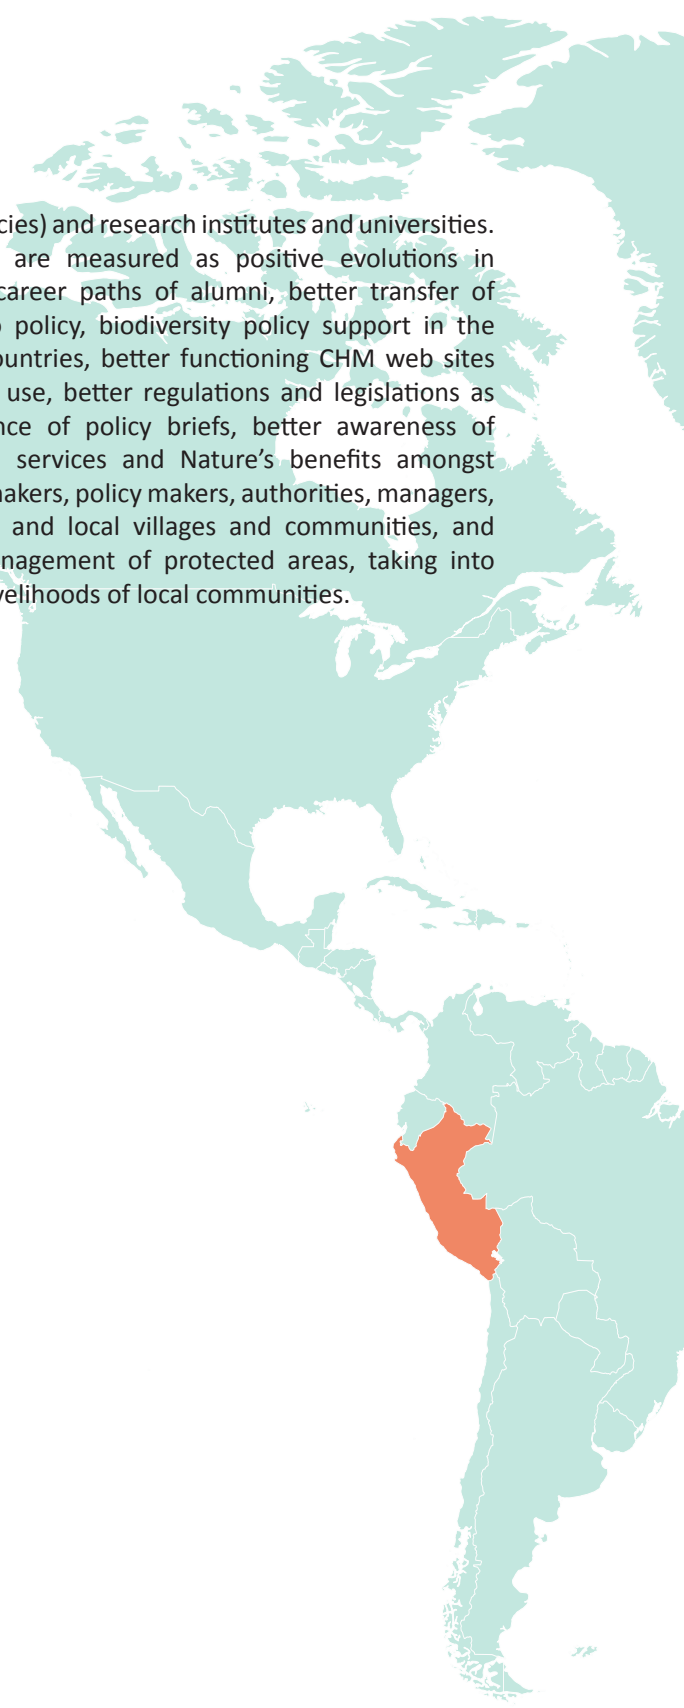 cies) and research institutes and universities.
are measured as positive evolutions in
career paths of alumni, better transfer of
policy, biodiversity policy support in the
ountries, better functioning CHM web sites
use, better regulations and legislations as
nce of policy briefs, better awareness of
services and Nature’s benefits amongst
makers, policy makers, authorities, managers,
and local villages and communities, and
nagement of protected areas, taking into
velihoods of local communities.